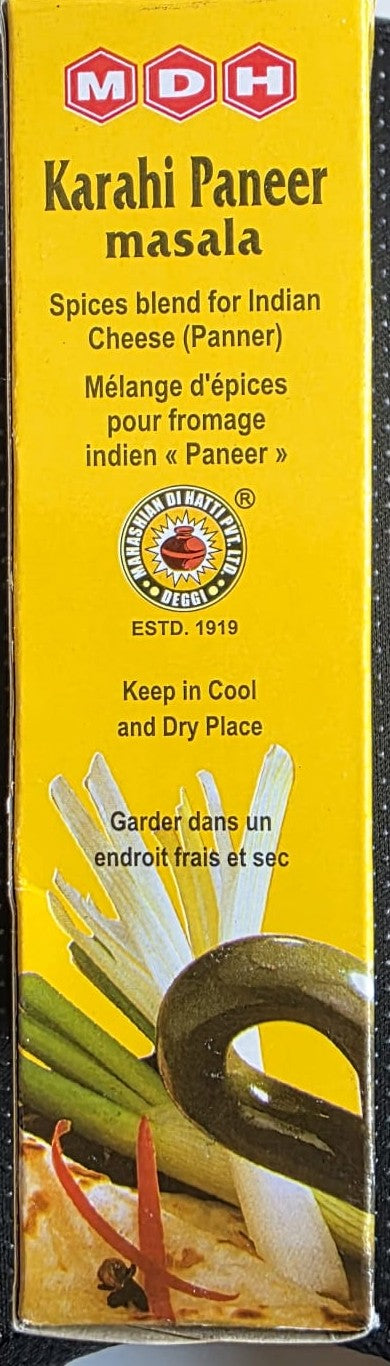 MDH
Karahi Paneer
masala
Spices blend for Indian
Cheese (Panner)
Mélange d'épices
pour fromage
indien « Paneer »
MAHASHIAN DI HATTI PVT. LTD.
DEGGI
®
ESTD. 1919
Keep in Cool
and Dry Place
Garder dans un
endroit frais et sec